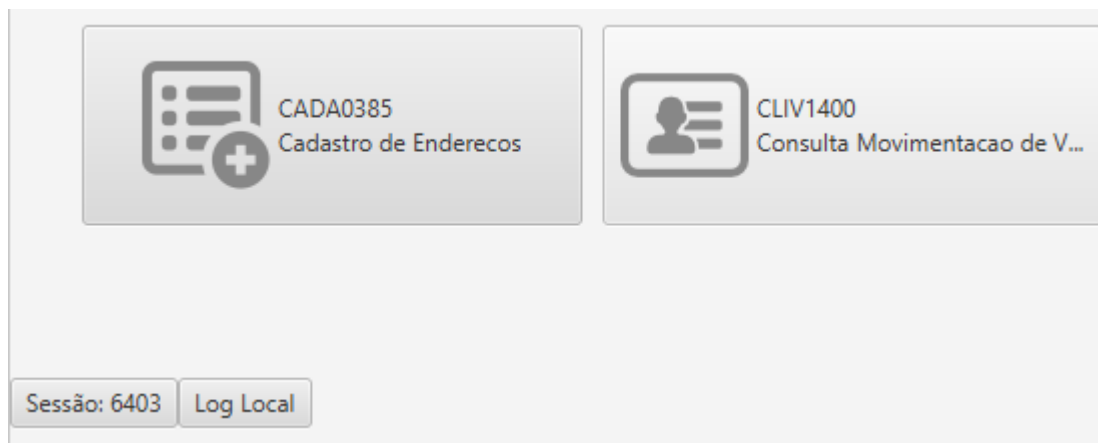 CADA0385
Cadastro de Enderecos
CLIV1400
Consulta Movimentacao de V...
Sessão: 6403
Log Local